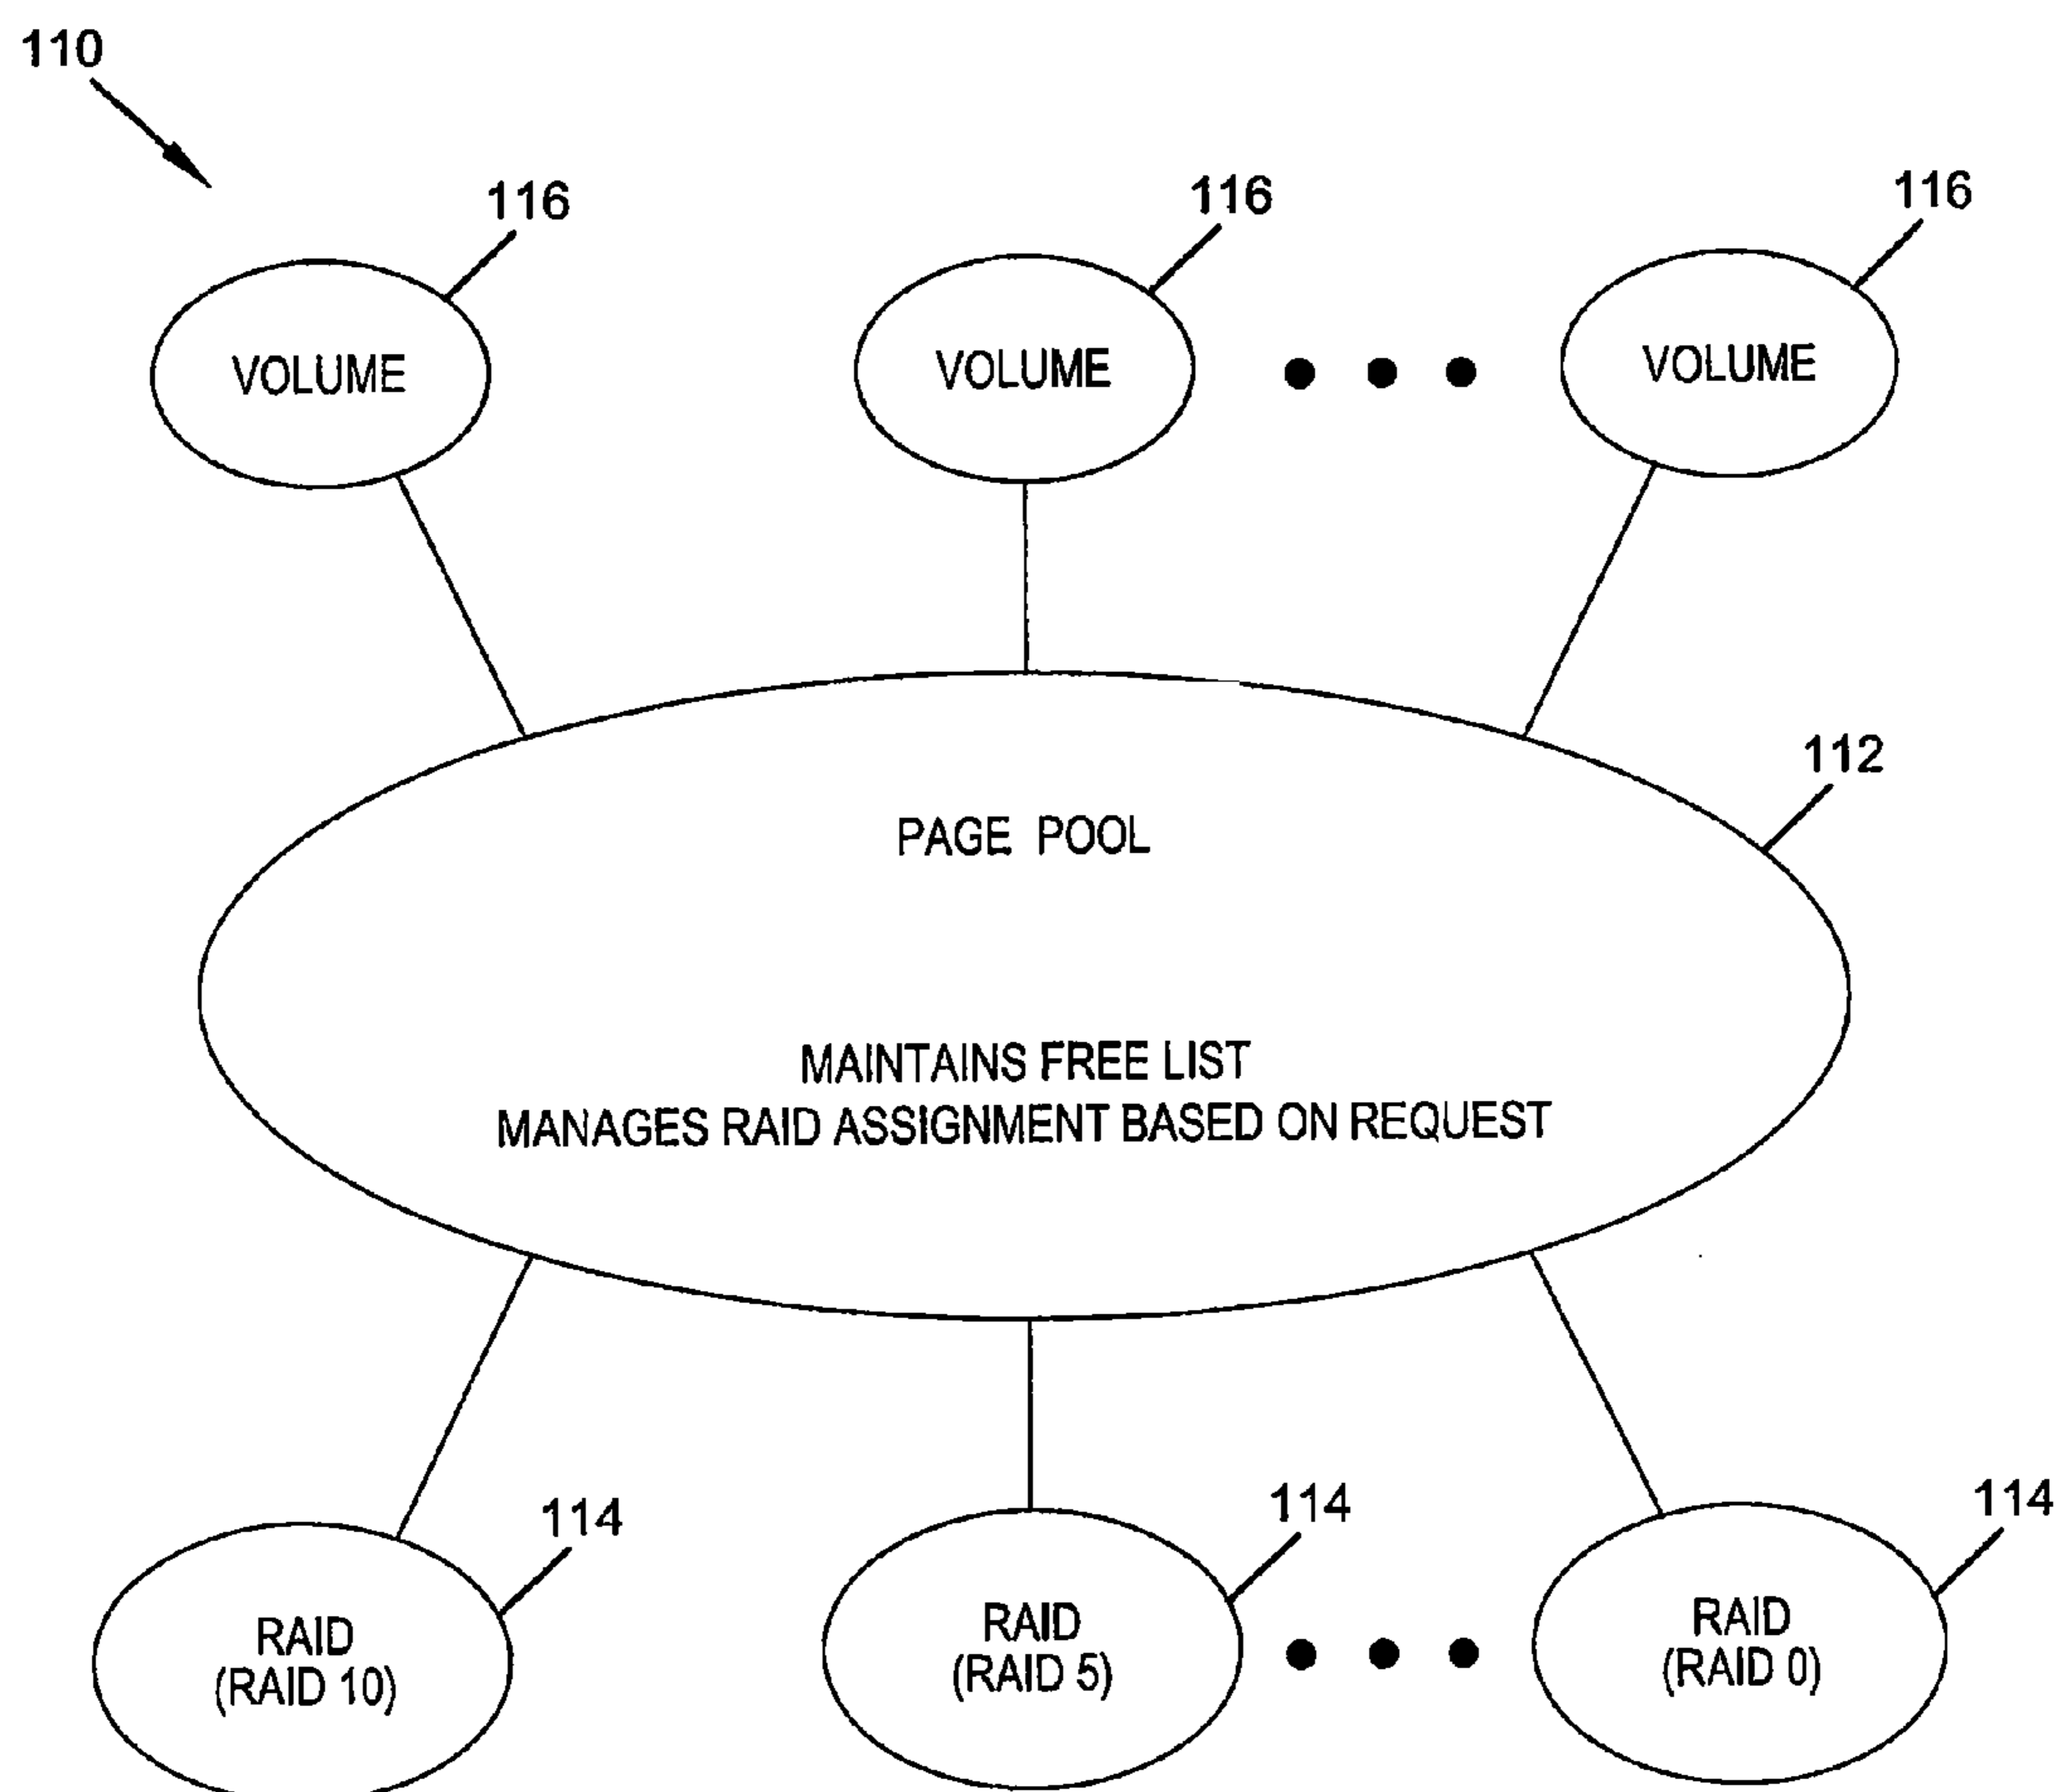 110
116
116
116
VOLUME
VOLUME
VOLUME
112
PAGE POOL
MAINTAINS FREE LIST
MANAGES RAID ASSIGNMENT BASED ON REQUEST
114
114
114
RAID
(RAID 10)
RAID
(RAID 5)
RAID
(RAID 0)